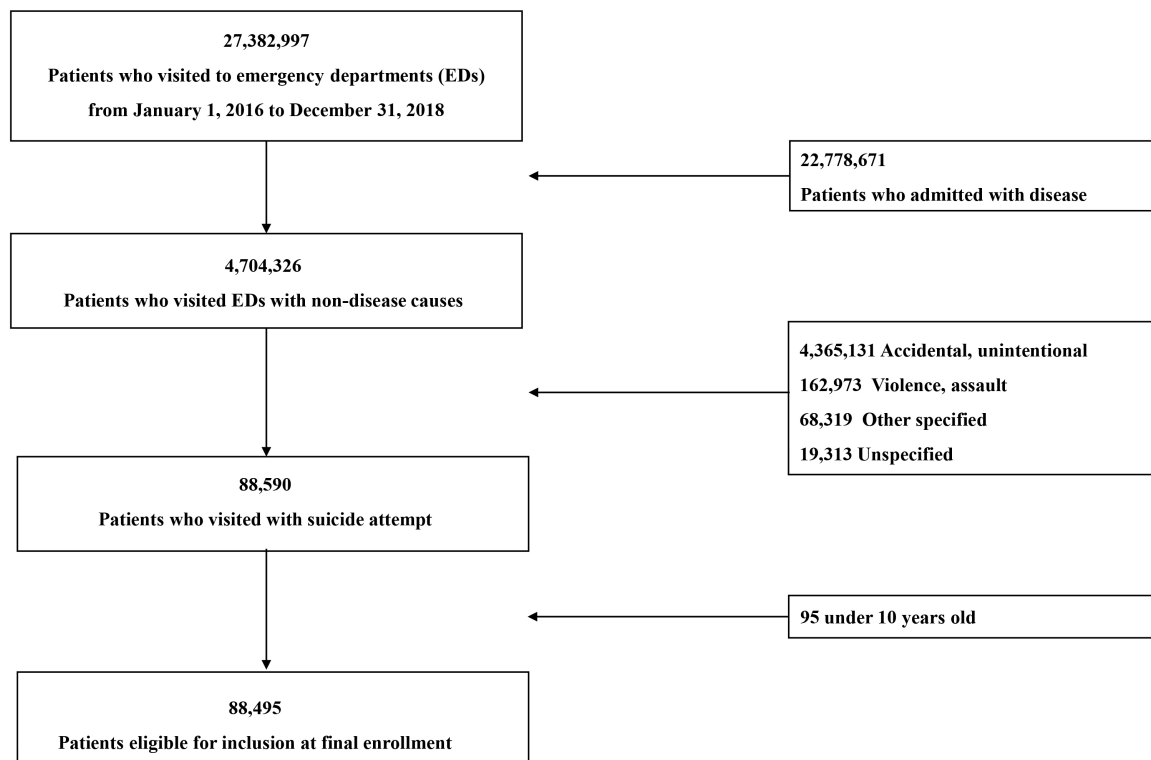 27,382,997
Patients who visited to emergency departments (EDs)
from January 1, 2016 to December 31, 2018
22,778,671
Patients who admitted with disease
4,704,326
Patients who visited EDs with non-disease causes
4,365,131 Accidental, unintentional
162,973 Violence, assault
68,319 Other specified
19,313 Unspecified
88,590
Patients who visited with suicide attempt
95 under 10 years old
88,495
Patients eligible for inclusion at final enrollment